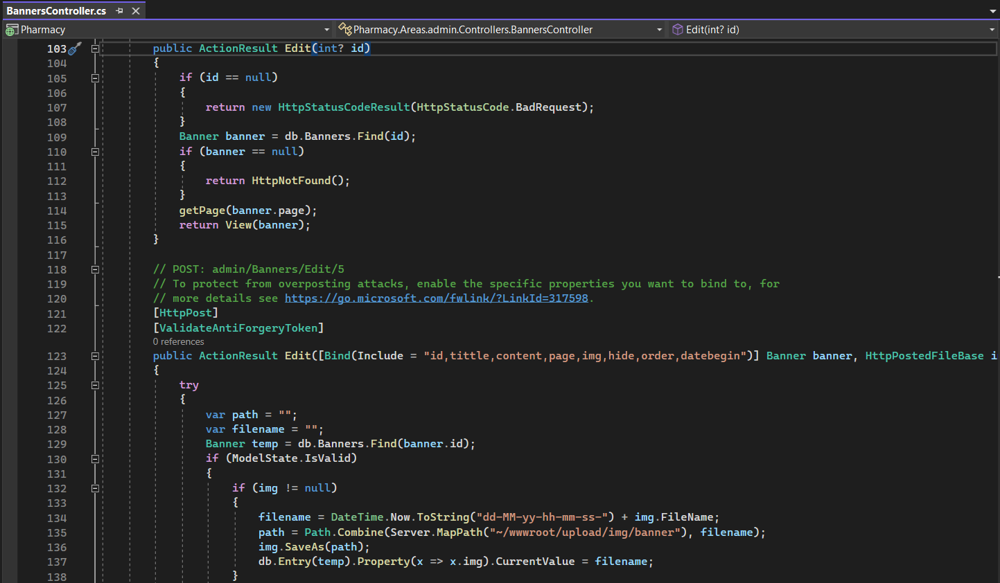 BannersController.cs
Pharmacy Pharmacy.Areas.admin.Controllers.BannersController Edit(int? id)
103 public ActionResult Edit(int? id)
104 {
105 if (id == null)
106 {
107 return new HttpStatusCodeResult(HttpStatusCode.BadRequest);
108 }
109 Banner banner = db.Banners.Find(id);
110 if (banner == null)
111 {
112 return HttpNotFound();
113 }
114 getPage(banner.page);
115 return View(banner);
116 }
117
118 // POST: admin/Banners/Edit/5
119 // To protect from overposting attacks, enable the specific properties you want to bind to, for
120 // more details see https://go.microsoft.com/fwlink/?LinkId=317598.
121 [HttpPost]
122 [ValidateAntiForgeryToken]
0 references
123 public ActionResult Edit([Bind(Include = "id,tittle,content,page,img,hide,order,datebegin")] Banner banner, HttpPostedFileBase i
124 {
125 try
126 {
127 var path = "";
128 var filename = "";
129 Banner temp = db.Banners.Find(banner.id);
130 if (ModelState.IsValid)
131 {
132 if (img != null)
133 {
134 filename = DateTime.Now.ToString("dd-MM-yy-hh-mm-ss-") + img.FileName;
135 path = Path.Combine(Server.MapPath("~/wwwroot/upload/img/banner"), filename);
136 img.SaveAs(path);
137 db.Entry(temp).Property(x => x.img).CurrentValue = filename;
138 }